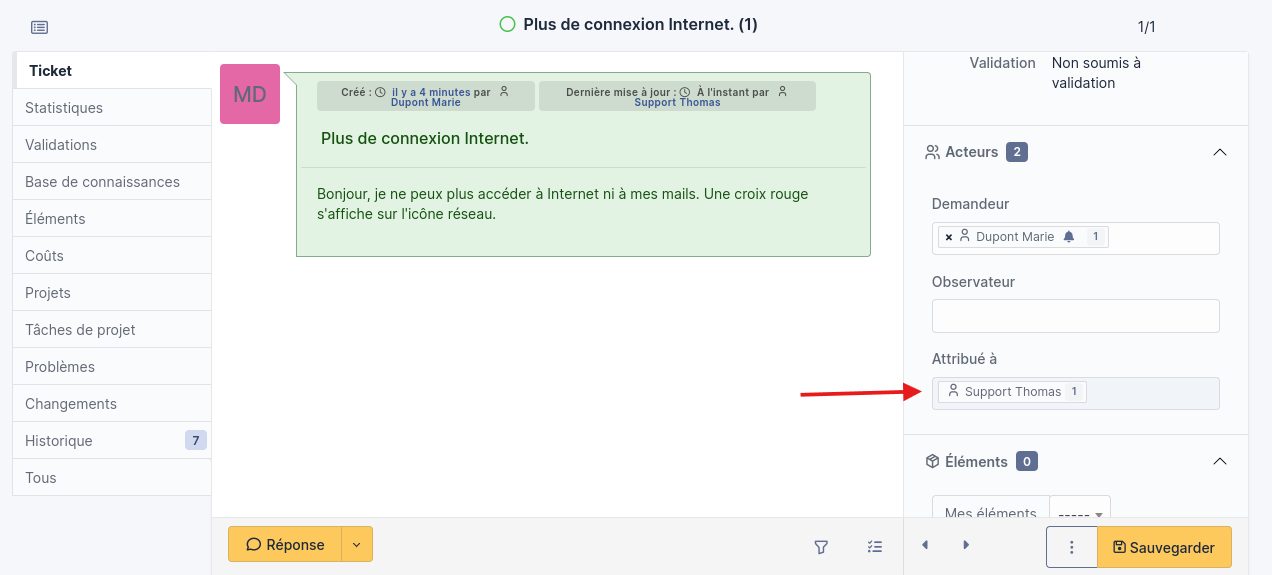 Plus de connexion Internet. (1)
1/1
Ticket
Statistiques
Validations
Base de connaissances
Éléments
Coûts
Projets
Tâches de projet
Problèmes
Changements
Historique 7
Tous
MD
Créé : il y a 4 minutes par
Dupont Marie
Dernière mise à jour : À l'instant par
Support Thomas
Plus de connexion Internet.
Bonjour, je ne peux plus accéder à Internet ni à mes mails. Une croix rouge
s'affiche sur l'icône réseau.
Réponse
Validation Non soumis à
validation
Acteurs 2
Demandeur
× Dupont Marie 1
Observateur
Attribué à
Support Thomas 1
Éléments 0
Mes éléments -----
Sauvegarder